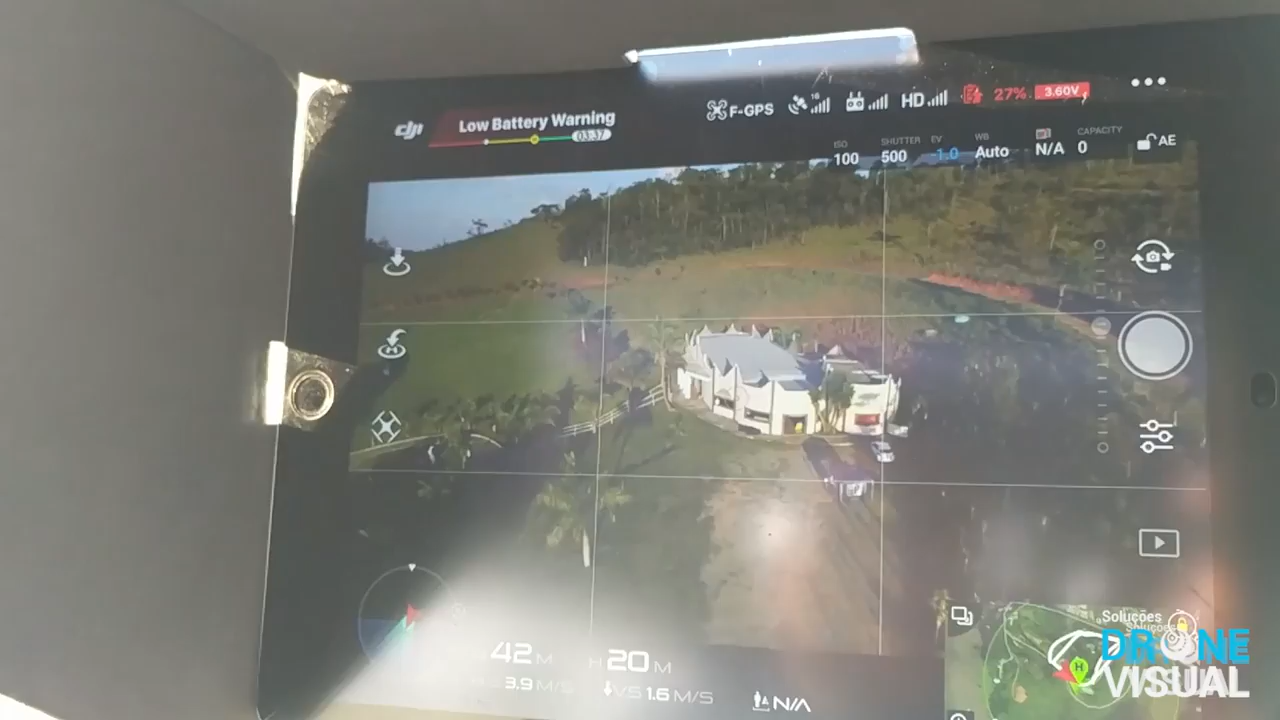 dji
Low Battery Warning
03:37
F-GPS
16
HD
27%
3.60V
ISO
100
SHUTTER
500
EV
-1.0
WB
Auto
N/A
CAPACITY
0
AE
42 M
H 20 M
3.9 M/S
VS 1.6 M/S
N/A
H
Soluções
DRONE
VISUAL